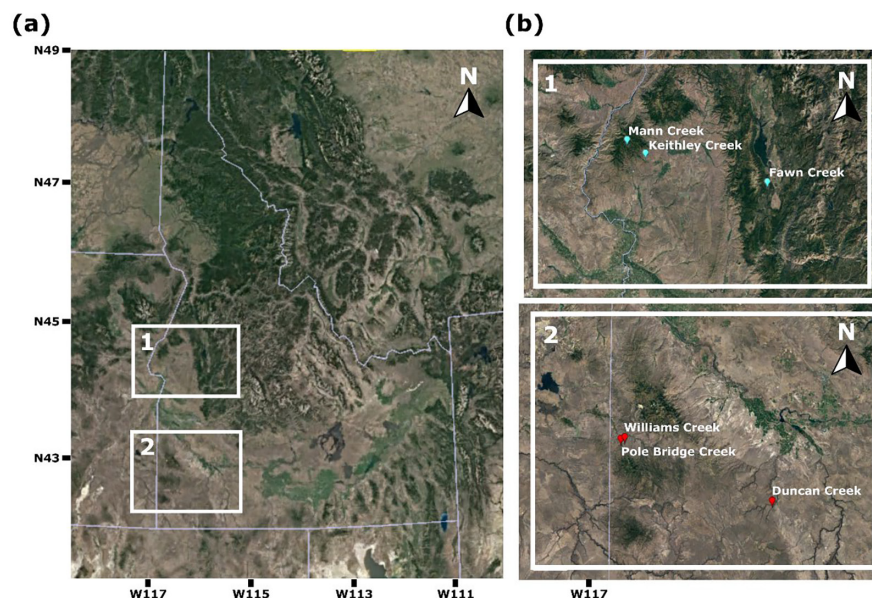 (a)
N49
N47
N45
N43
W117
W115
W113
W111
N
1
2
(b)
1
N
Mann Creek
Keithley Creek
Fawn Creek
2
N
Williams Creek
Pole Bridge Creek
Duncan Creek
W117